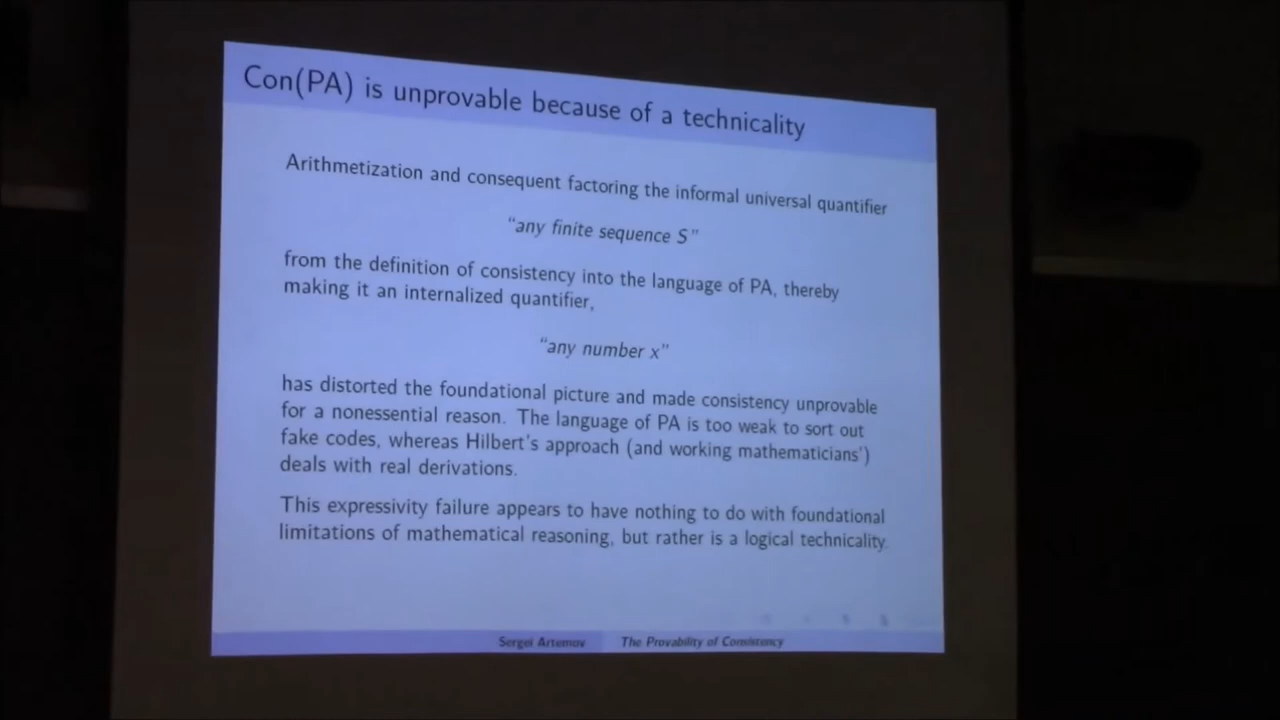 Con(PA) is unprovable because of a technicality
Arithmetization and consequent factoring the informal universal quantifier
“any finite sequence S”
from the definition of consistency into the language of PA, thereby
making it an internalized quantifier,
“any number x”
has distorted the foundational picture and made consistency unprovable
for a nonessential reason. The language of PA is too weak to sort out
fake codes, whereas Hilbert's approach (and working mathematicians')
deals with real derivations.
This expressivity failure appears to have nothing to do with foundational
limitations of mathematical reasoning, but rather is a logical technicality.
Sergei Artemov The Provability of Consistency